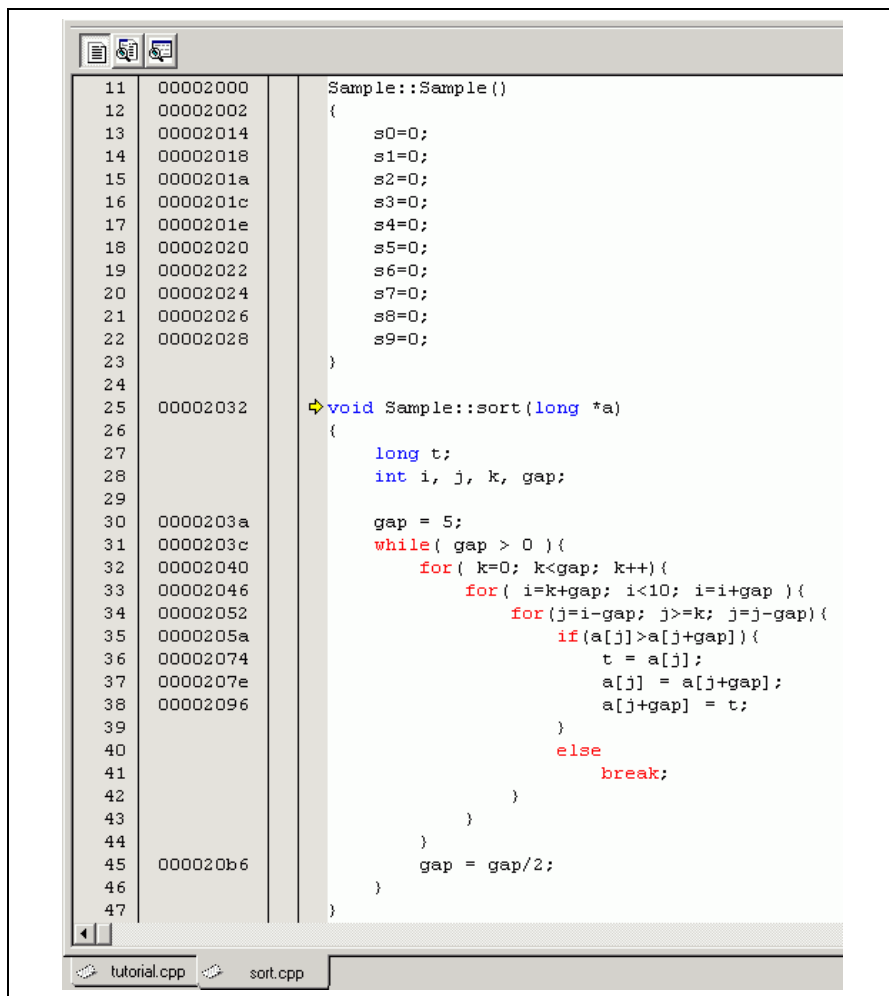 11 00002000 Sample::Sample()
12 00002002 {
13 00002014 s0=0;
14 00002018 s1=0;
15 0000201a s2=0;
16 0000201c s3=0;
17 0000201e s4=0;
18 00002020 s5=0;
19 00002022 s6=0;
20 00002024 s7=0;
21 00002026 s8=0;
22 00002028 s9=0;
23 }
24
25 00002032 void Sample::sort(long *a)
26 {
27 long t;
28 int i, j, k, gap;
29
30 0000203a gap = 5;
31 0000203c while( gap > 0 ){
32 00002040 for( k=0; k<gap; k++){
33 00002046 for( i=k+gap; i<10; i=i+gap ){
34 00002052 for(j=i-gap; j>=k; j=j-gap){
35 0000205a if(a[j]>a[j+gap]){
36 00002074 t = a[j];
37 0000207e a[j] = a[j+gap];
38 00002096 a[j+gap] = t;
39 }
40 else
41 break;
42 }
43 }
44 }
45 000020b6 gap = gap/2;
46 }
47 }
tutorial.cpp sort.cpp